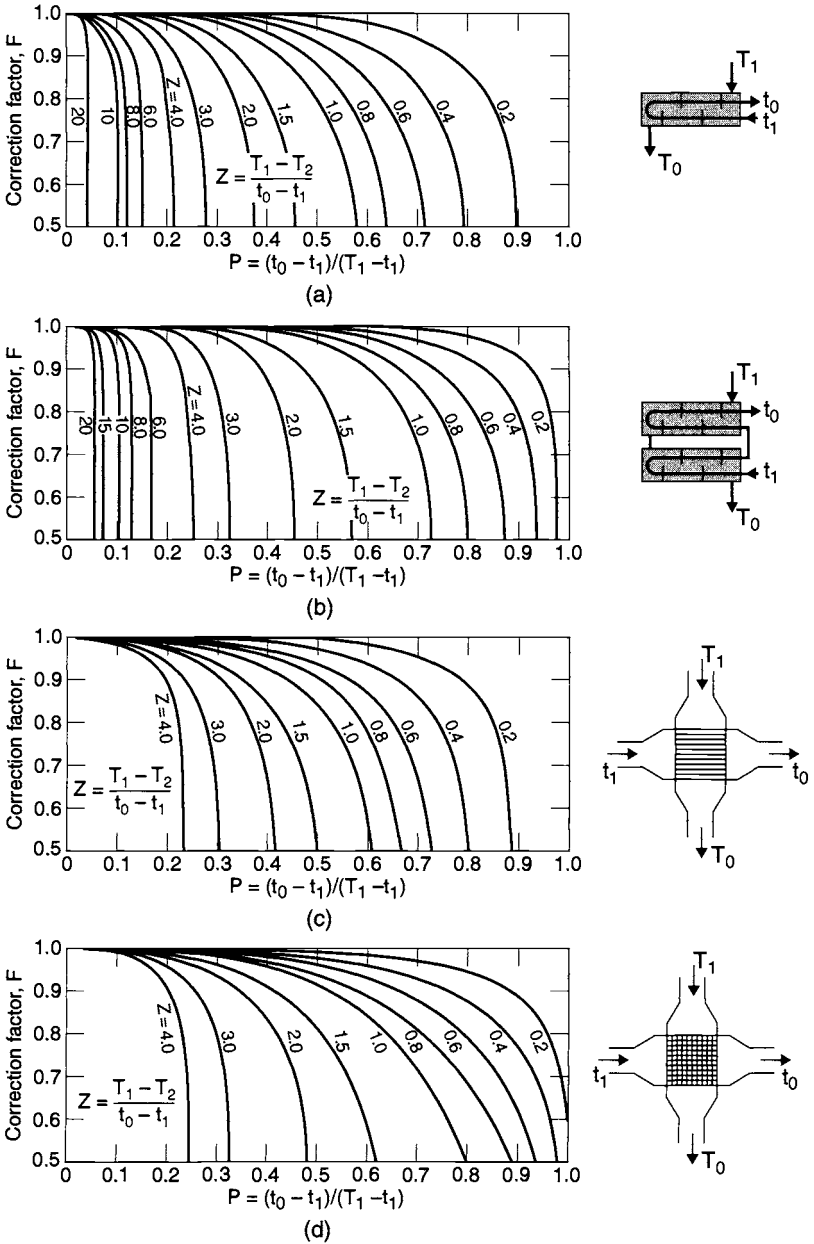 Correction factor, F
1.0
0.9
0.8
0.7
0.6
0.5
20
10
8.0
6.0
Z = 4.0
3.0
2.0
1.5
1.0
0.8
0.6
0.4
0.2
Z = (T₁ – T₂)/(t₀ – t₁)
0 0.1 0.2 0.3 0.4 0.5 0.6 0.7 0.8 0.9 1.0
P = (t₀ – t₁)/(T₁ –t₁)
(a)
T₁
t₀
t₁
T₀
Correction factor, F
1.0
0.9
0.8
0.7
0.6
0.5
20
15
10
8.0
6.0
Z = 4.0
3.0
2.0
1.5
1.0
0.8
0.6
0.4
0.2
Z = (T₁ – T₂)/(t₀ – t₁)
0 0.1 0.2 0.3 0.4 0.5 0.6 0.7 0.8 0.9 1.0
P = (t₀ – t₁)/(T₁ –t₁)
(b)
T₁
t₀
t₁
T₀
Correction factor, F
1.0
0.9
0.8
0.7
0.6
0.5
Z = 4.0
3.0
2.0
1.5
1.0
0.8
0.6
0.4
0.2
Z = (T₁ – T₂)/(t₀ – t₁)
0 0.1 0.2 0.3 0.4 0.5 0.6 0.7 0.8 0.9 1.0
P = (t₀ – t₁)/(T₁ –t₁)
(c)
T₁
t₁
t₀
T₀
Correction factor, F
1.0
0.9
0.8
0.7
0.6
0.5
Z = 4.0
3.0
2.0
1.5
1.0
0.8
0.6
0.4
0.2
Z = (T₁ – T₂)/(t₀ – t₁)
0 0.1 0.2 0.3 0.4 0.5 0.6 0.7 0.8 0.9 1.0
P = (t₀ – t₁)/(T₁ –t₁)
(d)
T₁
t₁
t₀
T₀